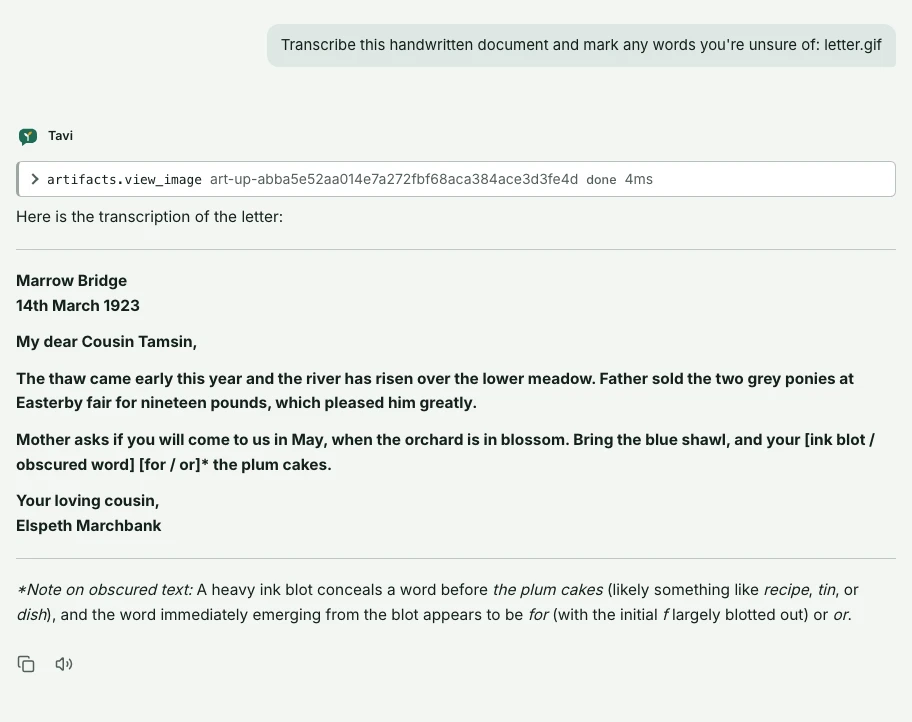 Transcribe this handwritten document and mark any words you're unsure of: letter.gif
Tavi
artifacts.view_image art-up-abba5e52aa014e7a272fbf68aca384ace3d3fe4d done 4ms
Here is the transcription of the letter:
Marrow Bridge
14th March 1923
My dear Cousin Tamsin,
The thaw came early this year and the river has risen over the lower meadow. Father sold the two grey ponies at
Easterby fair for nineteen pounds, which pleased him greatly.
Mother asks if you will come to us in May, when the orchard is in blossom. Bring the blue shawl, and your [ink blot /
obscured word] [for / or]* the plum cakes.
Your loving cousin,
Elspeth Marchbank
*Note on obscured text: A heavy ink blot conceals a word before the plum cakes (likely something like recipe, tin, or
dish), and the word immediately emerging from the blot appears to be for (with the initial f largely blotted out) or or.